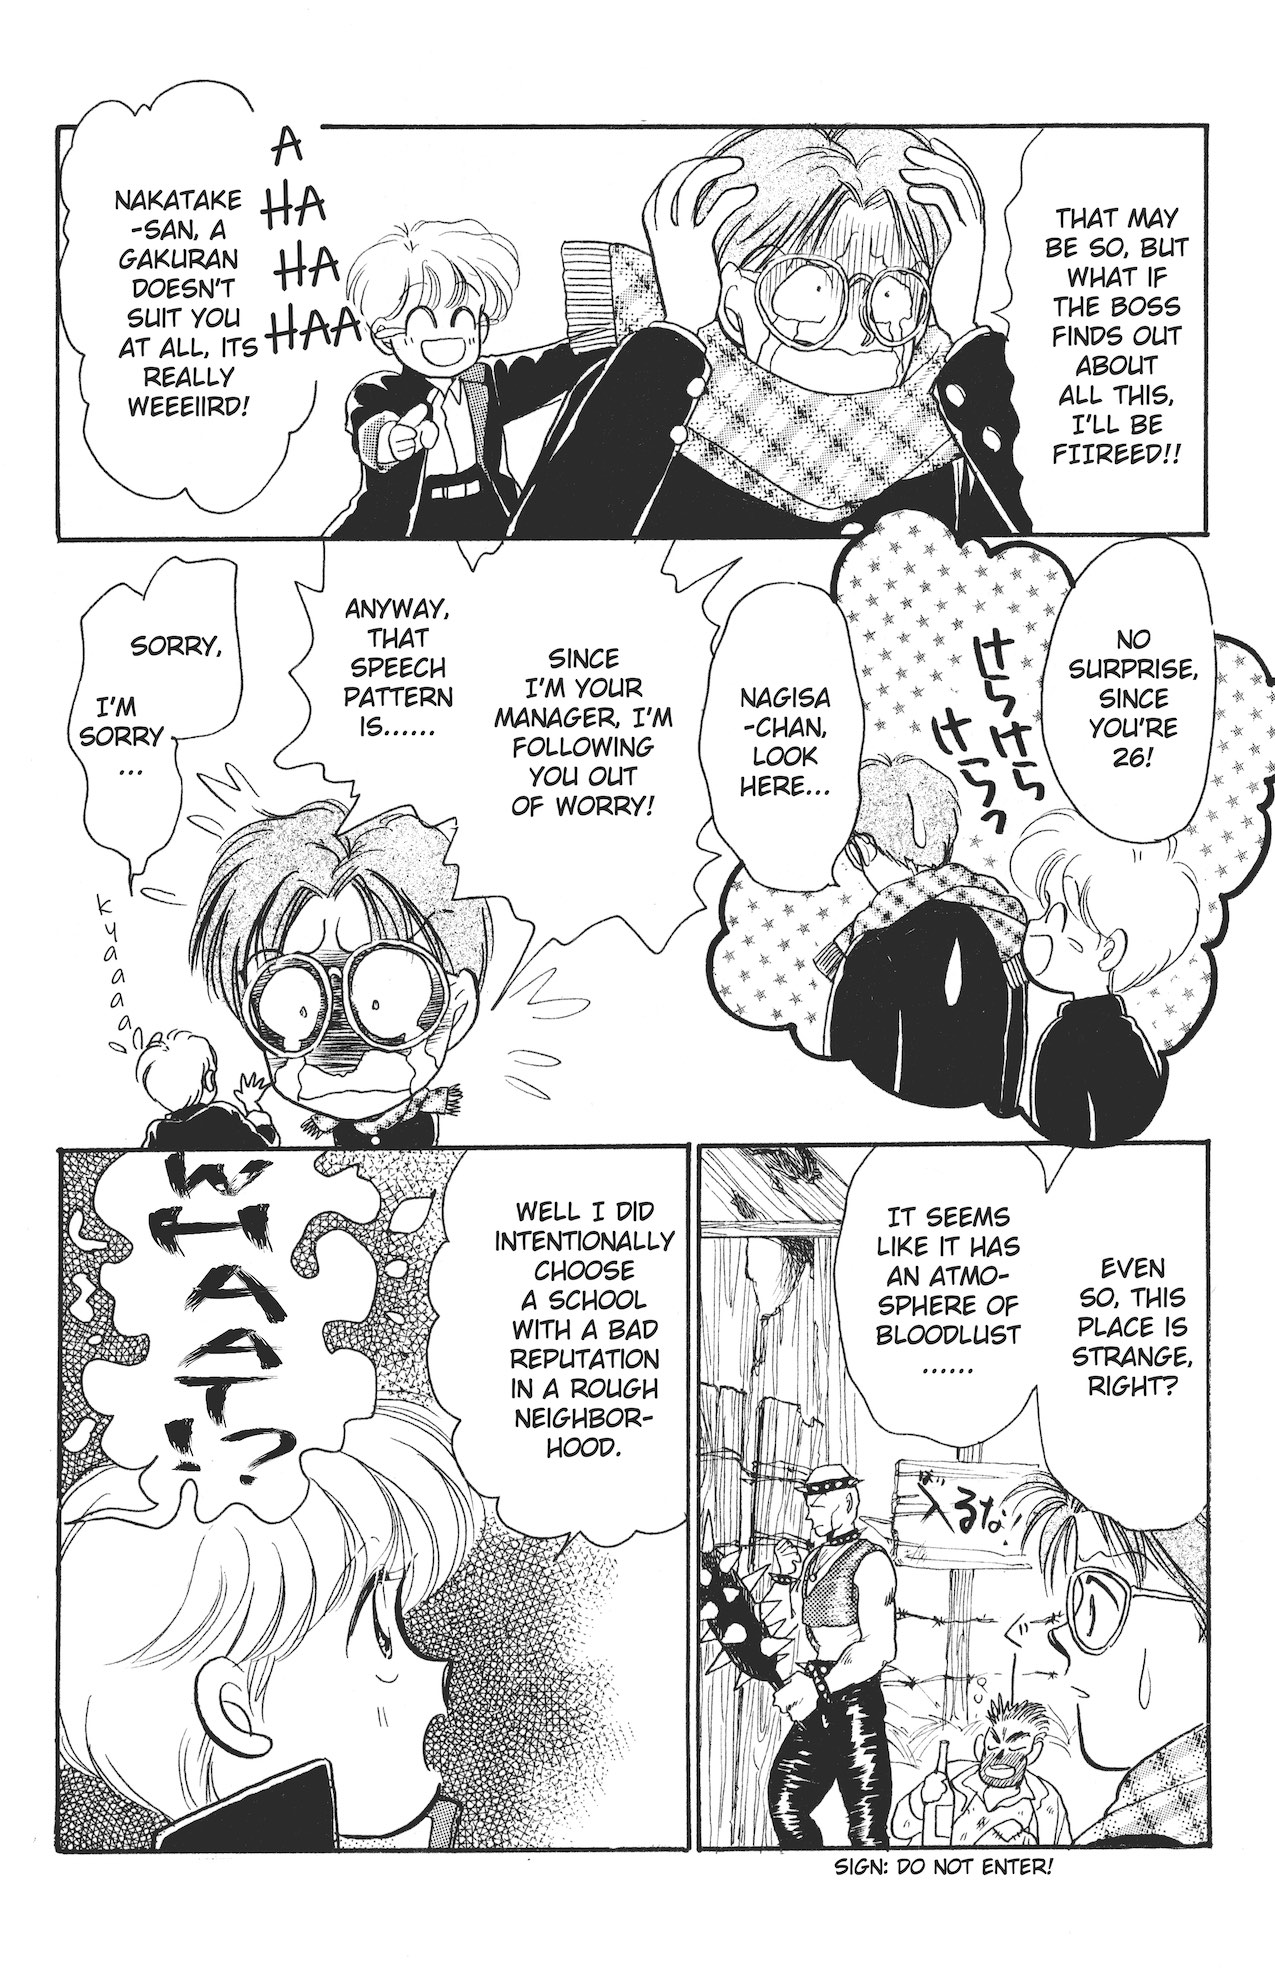 THAT MAY
BE SO, BUT
WHAT IF
THE BOSS
FINDS OUT
ABOUT
ALL THIS,
I'LL BE
FIIREED!!
A
HA
HA
HAA
NAKATAKE
-SAN, A
GAKURAN
DOESN'T
SUIT YOU
AT ALL, ITS
REALLY
WEEEIIRD!
NO
SURPRISE,
SINCE
YOU'RE
26!
けらけら
けらっ
NAGISA
-CHAN,
LOOK
HERE...
SINCE
I'M YOUR
MANAGER, I'M
FOLLOWING
YOU OUT
OF WORRY!
ANYWAY,
THAT
SPEECH
PATTERN
IS......
SORRY,
I'M
SORRY
...
kyaaaa
EVEN
SO, THIS
PLACE IS
STRANGE,
RIGHT?
IT SEEMS
LIKE IT HAS
AN ATMO-
SPHERE OF
BLOODLUST
......
るな
SIGN: DO NOT ENTER!
WELL I DID
INTENTIONALLY
CHOOSE
A SCHOOL
WITH A BAD
REPUTATION
IN A ROUGH
NEIGHBOR-
HOOD.
WHAAT!?